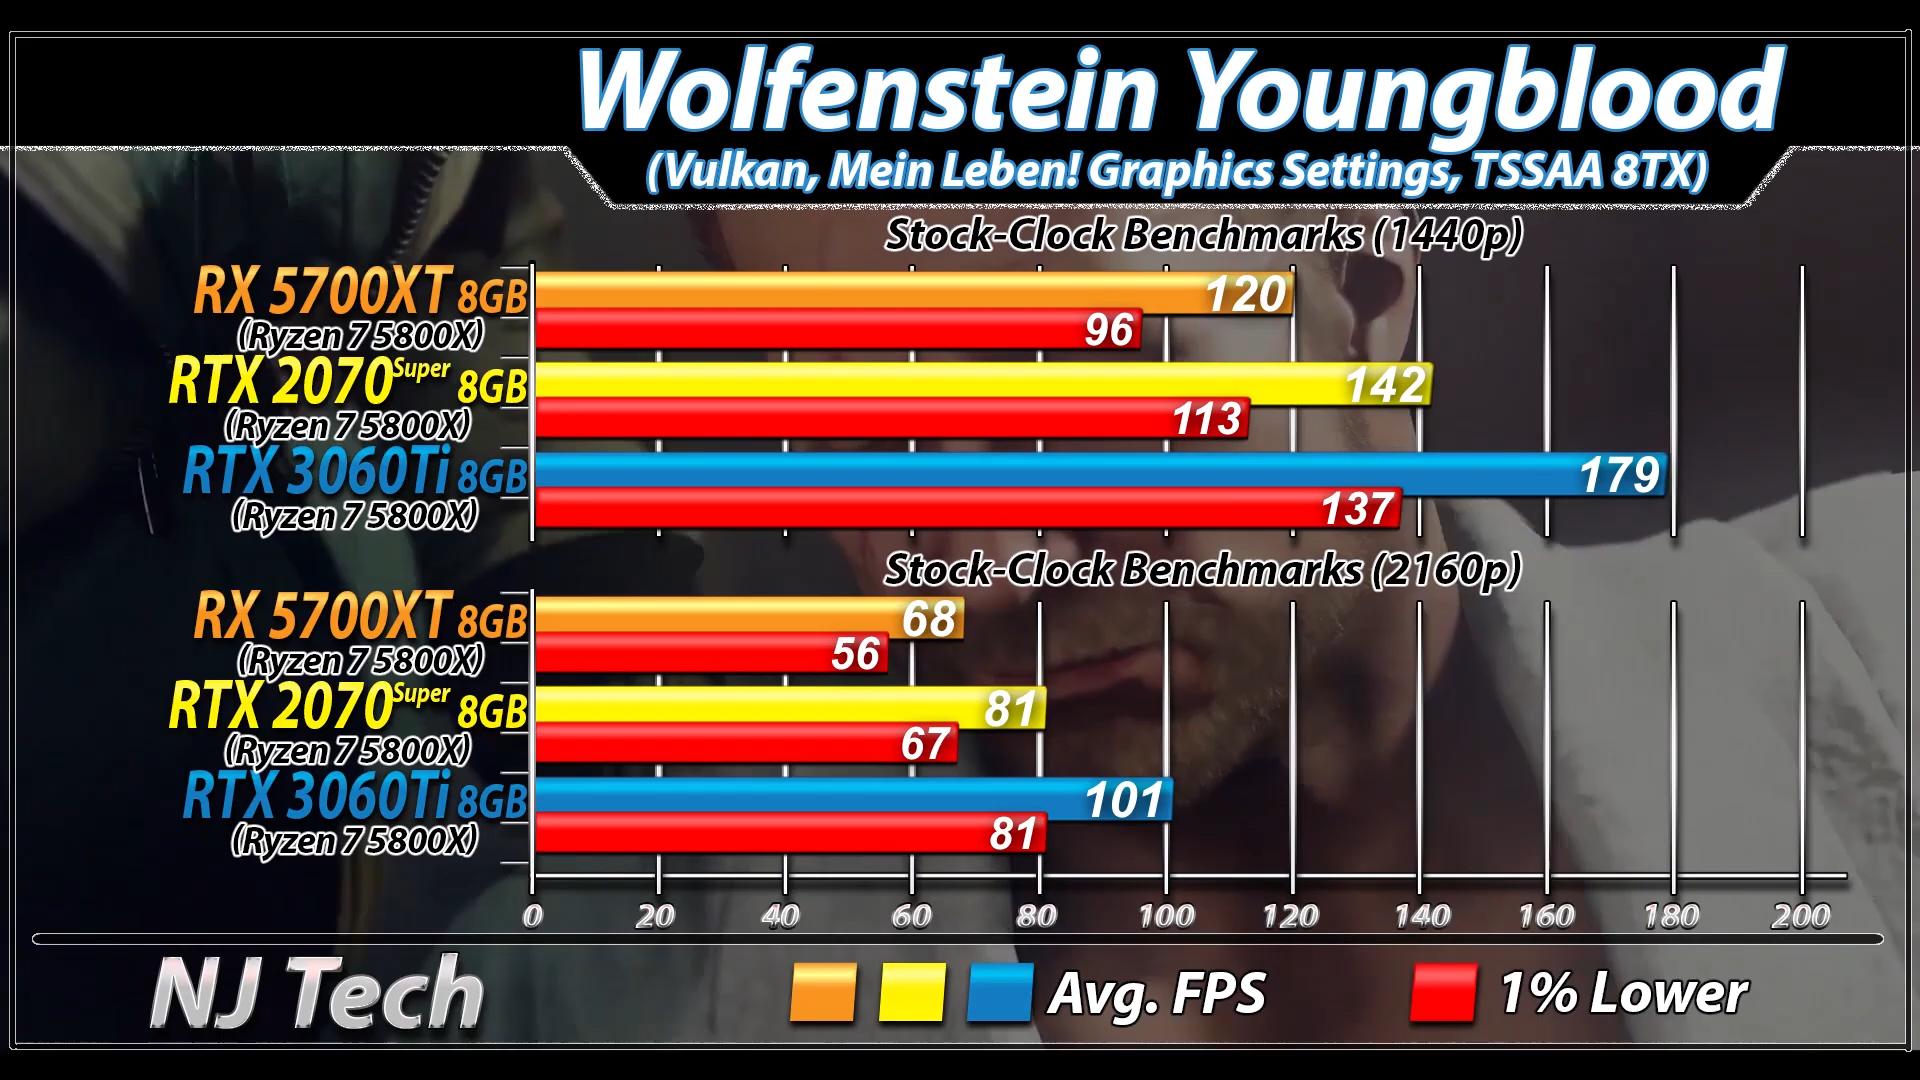 Wolfenstein Youngblood
(Vulkan, Mein Leben! Graphics Settings, TSSAA 8TX)
Stock-Clock Benchmarks (1440p)
RX 5700XT 8GB 120
(Ryzen 7 5800X) 96
RTX 2070 Super 8GB 142
(Ryzen 7 5800X) 113
RTX 3060Ti 8GB 179
(Ryzen 7 5800X) 137
Stock-Clock Benchmarks (2160p)
RX 5700XT 8GB 68
(Ryzen 7 5800X) 56
RTX 2070 Super 8GB 81
(Ryzen 7 5800X) 67
RTX 3060Ti 8GB 101
(Ryzen 7 5800X) 81
0 20 40 60 80 100 120 140 160 180 200
NJ Tech Avg. FPS 1% Lower